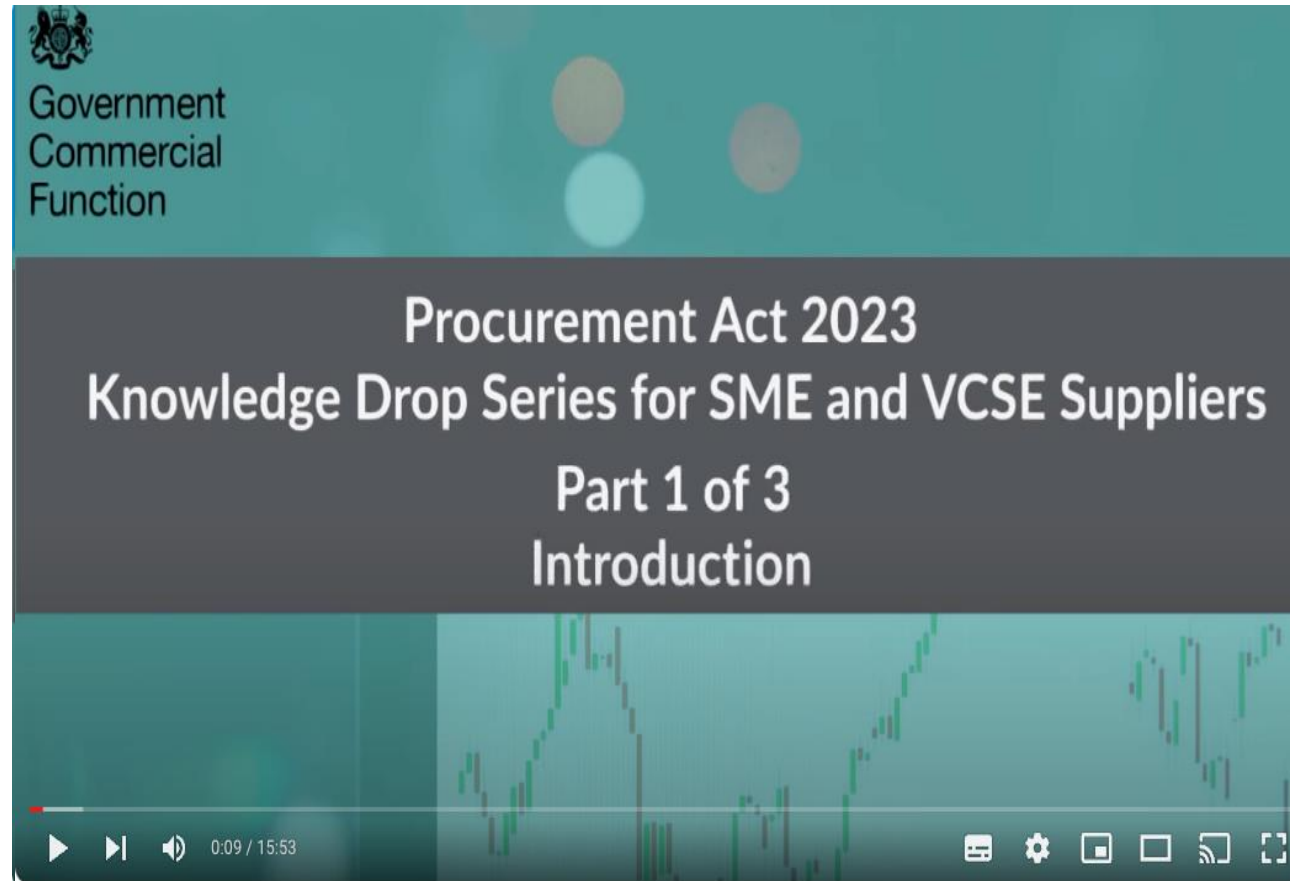 Government
Commercial
Function
Procurement Act 2023
Knowledge Drop Series for SME and VCSE Suppliers
Part 1 of 3
Introduction
0:09 / 15:53